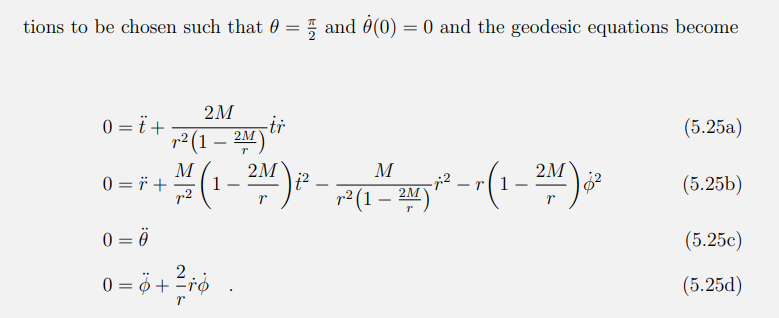 tions to be chosen such that θ = π/2 and θ̇(0) = 0 and the geodesic equations become
0 = ẗ + 2M / (r²(1 − 2M/r)) ṫṙ (5.25a)
0 = r̈ + M/r² (1 − 2M/r) ṫ² − M / (r²(1 − 2M/r)) ṙ² − r(1 − 2M/r) φ̇² (5.25b)
0 = θ̈ (5.25c)
0 = φ̈ + 2/r ṙφ̇ . (5.25d)